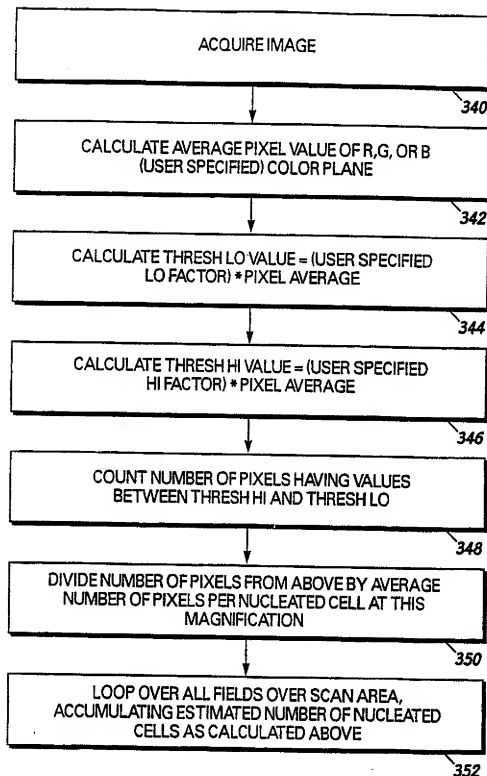 ACQUIRE IMAGE
340
CALCULATE AVERAGE PIXEL VALUE OF R,G, OR B
(USER SPECIFIED) COLOR PLANE
342
CALCULATE THRESH LO VALUE = (USER SPECIFIED
LO FACTOR) * PIXEL AVERAGE
344
CALCULATE THRESH HI VALUE = (USER SPECIFIED
HI FACTOR) * PIXEL AVERAGE
346
COUNT NUMBER OF PIXELS HAVING VALUES
BETWEEN THRESH HI AND THRESH LO
348
DIVIDE NUMBER OF PIXELS FROM ABOVE BY AVERAGE
NUMBER OF PIXELS PER NUCLEATED CELL AT THIS
MAGNIFICATION
350
LOOP OVER ALL FIELDS OVER SCAN AREA,
ACCUMULATING ESTIMATED NUMBER OF NUCLEATED
CELLS AS CALCULATED ABOVE
352